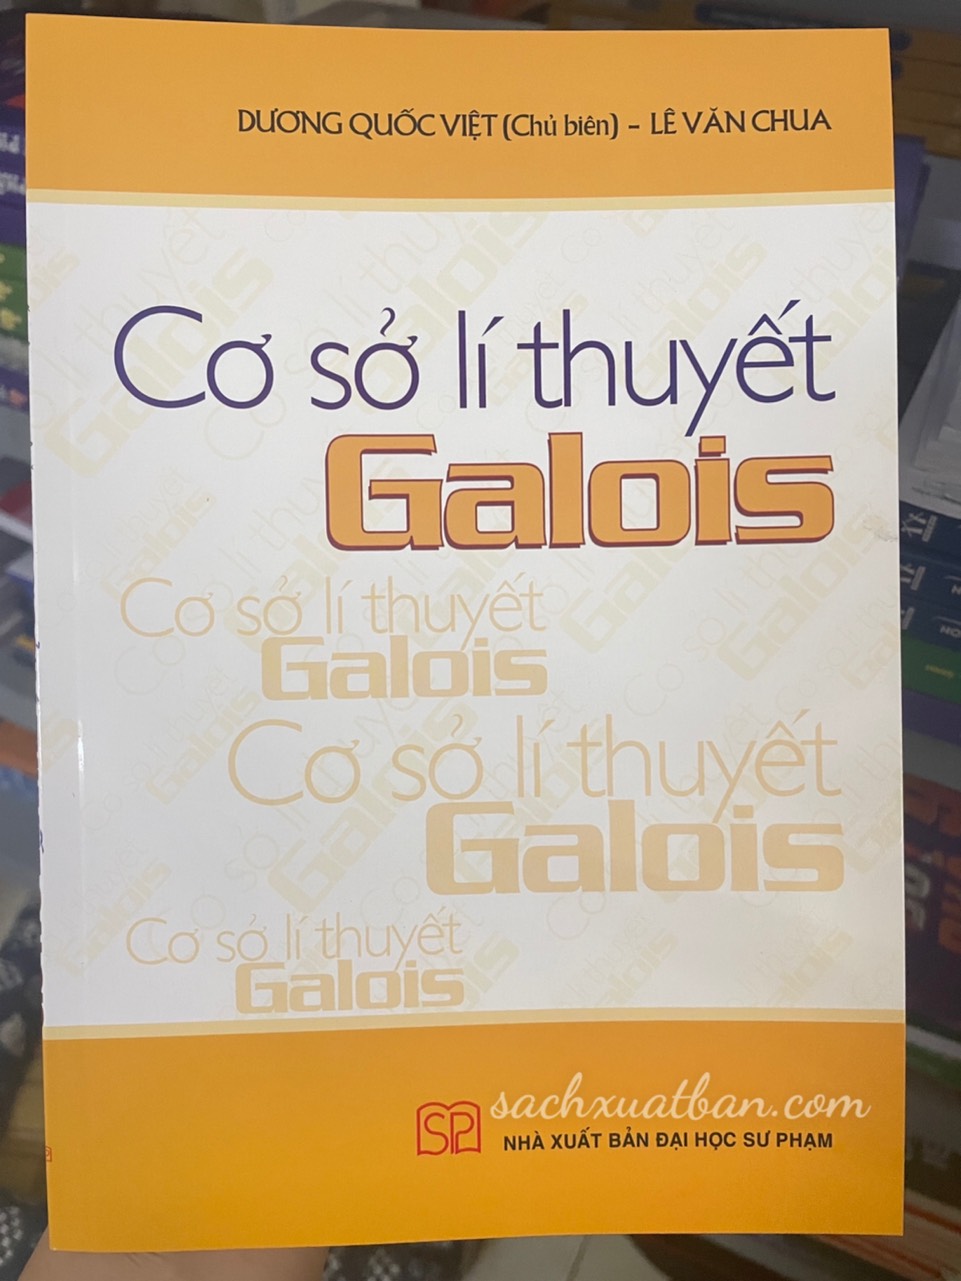 DƯƠNG QUỐC VIỆT (Chủ biên) – LÊ VĂN CHUA
Cơ sở lí thuyết
Galois
Cơ sở lí thuyết
Galois
Cơ sở lí thuyết
Galois
Cơ sở lí thuyết
Galois
SP
sachxuatban.com
NHÀ XUẤT BẢN ĐẠI HỌC SƯ PHẠM